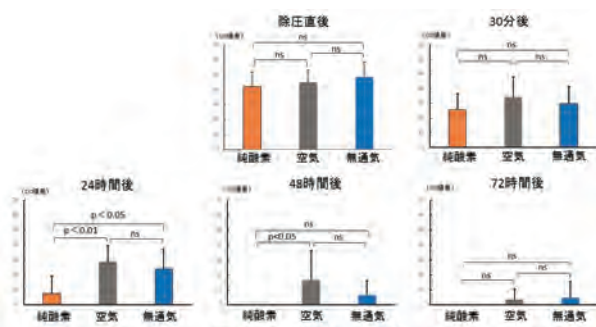 除圧直後
ns
ns
ns
純酸素
空気
無通気
30分後
ns
ns
ns
純酸素
空気
無通気
24時間後
p<0.05
p<0.01
ns
純酸素
空気
無通気
48時間後
ns
p<0.05
ns
純酸素
空気
無通気
72時間後
ns
ns
ns
純酸素
空気
無通気